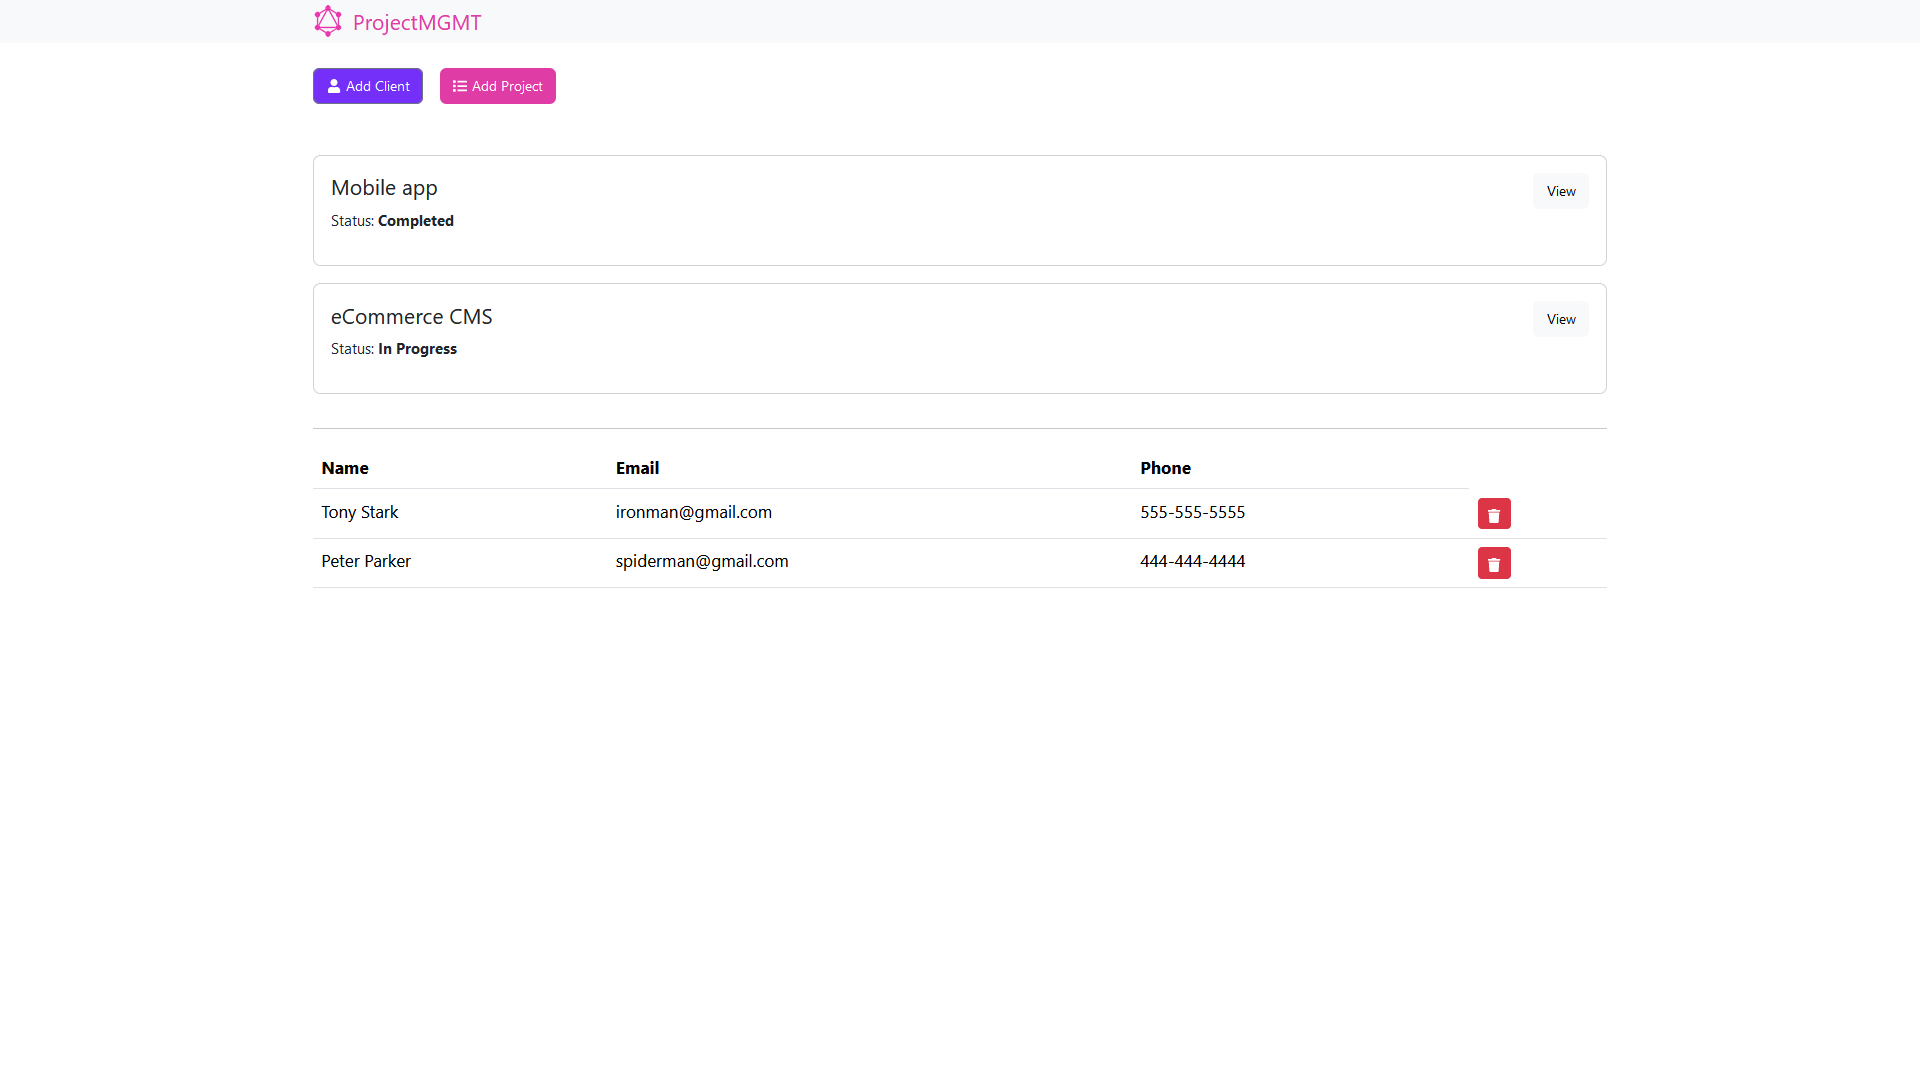 ProjectMGMT
Add Client Add Project
Mobile app View
Status: Completed
eCommerce CMS View
Status: In Progress
Name Email Phone
Tony Stark ironman@gmail.com 555-555-5555
Peter Parker spiderman@gmail.com 444-444-4444